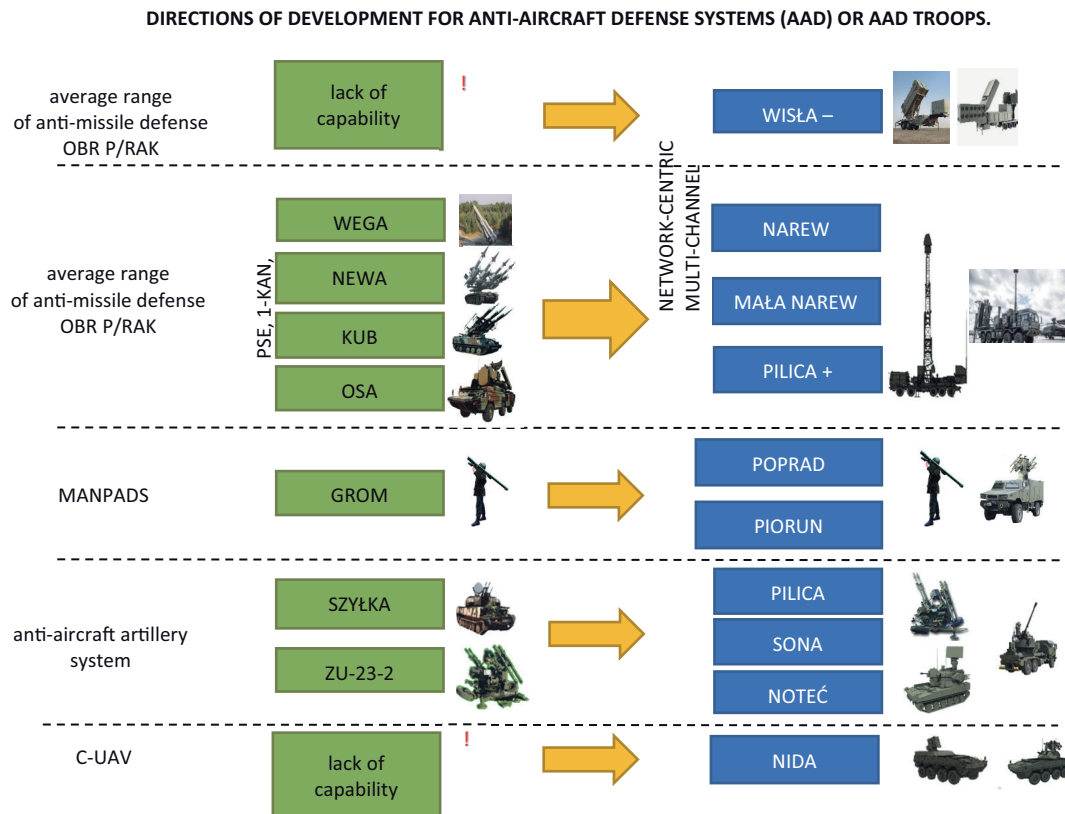 DIRECTIONS OF DEVELOPMENT FOR ANTI-AIRCRAFT DEFENSE SYSTEMS (AAD) OR AAD TROOPS.
average range
of anti-missile defense
OBR P/RAK
lack of
capability
!
WISŁA –
average range
of anti-missile defense
OBR P/RAK
PSE, 1-KAN,
WEGA
NEWA
KUB
OSA
NETWORK-CENTRIC
MULTI-CHANNEL
NAREW
MAŁA NAREW
PILICA +
MANPADS
GROM
POPRAD
PIORUN
anti-aircraft artillery
system
SZYŁKA
ZU-23-2
PILICA
SONA
NOTEĆ
C-UAV
lack of
capability
!
NIDA